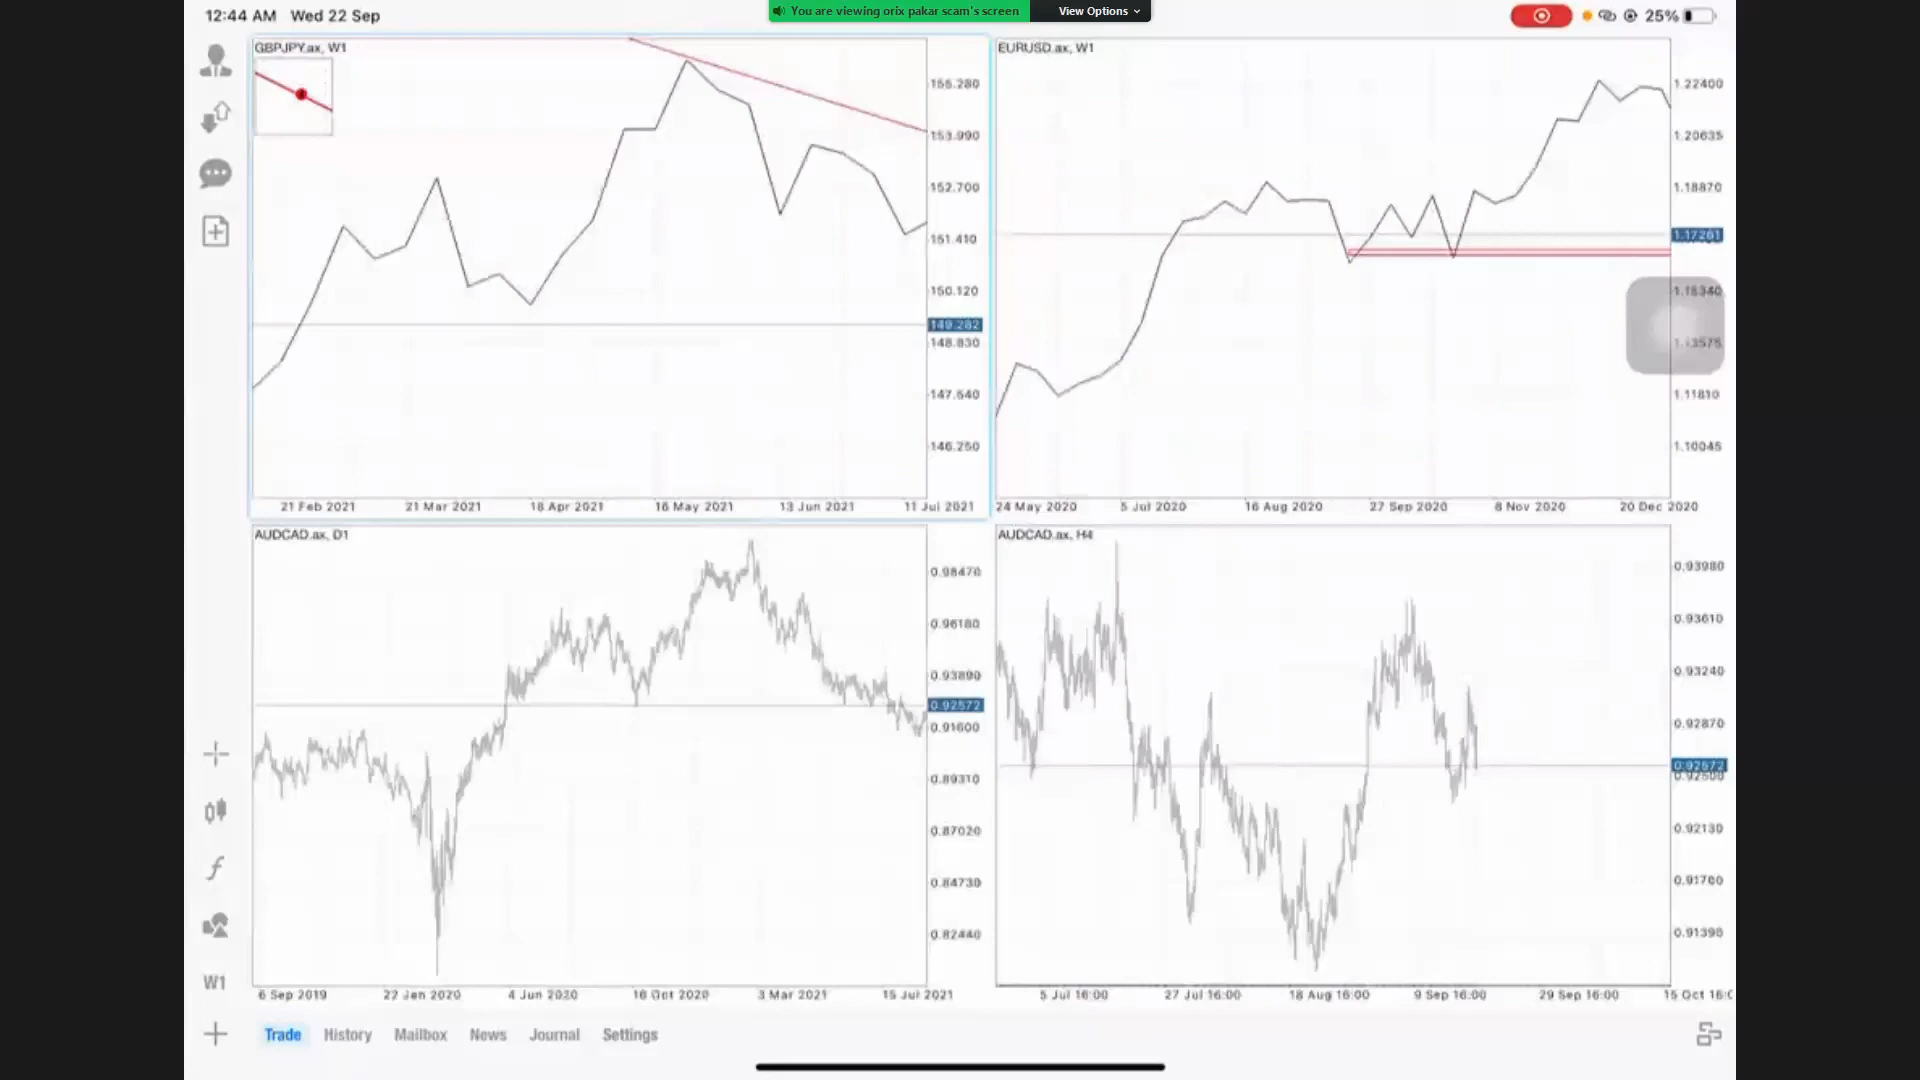 12:44 AM Wed 22 Sep
You are viewing orix pakar scam's screen
View Options
25%
GBPJPY.ax, W1
155.280
153.990
152.700
151.410
150.120
149.282
148.830
147.540
146.250
21 Feb 2021
21 Mar 2021
18 Apr 2021
16 May 2021
13 Jun 2021
11 Jul 2021
EURUSD.ax, W1
1.22400
1.20635
1.18870
1.17261
1.15340
1.13575
1.11810
1.10045
24 May 2020
5 Jul 2020
16 Aug 2020
27 Sep 2020
8 Nov 2020
20 Dec 2020
AUDCAD.ax, D1
0.98470
0.96180
0.93890
0.92572
0.91600
0.89310
0.87020
0.84730
0.82440
6 Sep 2019
22 Jan 2020
4 Jun 2020
16 Oct 2020
3 Mar 2021
15 Jul 2021
AUDCAD.ax, H4
0.93980
0.93610
0.93240
0.92870
0.92572
0.92500
0.92130
0.91760
0.91390
5 Jul 16:00
27 Jul 16:00
18 Aug 16:00
9 Sep 16:00
29 Sep 16:00
15 Oct 16:0
W1
Trade
History
Mailbox
News
Journal
Settings